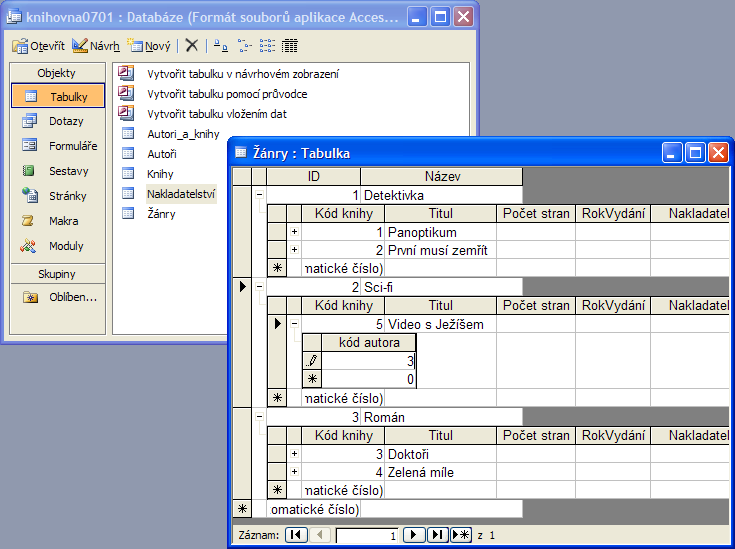 knihovna0701 : Databáze (Formát souborů aplikace Acces...
Otevřít Návrh Nový
Objekty
Tabulky
Dotazy
Formuláře
Sestavy
Stránky
Makra
Moduly
Skupiny
Oblíben...
Vytvořit tabulku v návrhovém zobrazení
Vytvořit tabulku pomocí průvodce
Vytvořit tabulku vložením dat
Autori_a_knihy
Autoři
Knihy
Nakladatelství
Žánry
Žánry : Tabulka
ID Název
1 Detektivka
Kód knihy Titul Počet stran RokVydání Nakladatel
1 Panoptikum
2 První musí zemřít
matické číslo)
2 Sci-fi
Kód knihy Titul Počet stran RokVydání Nakladatel
5 Video s Ježíšem
kód autora
3
0
matické číslo)
3 Román
Kód knihy Titul Počet stran RokVydání Nakladatel
3 Doktoři
4 Zelená míle
matické číslo)
omatické číslo)
Záznam: 1 z 1